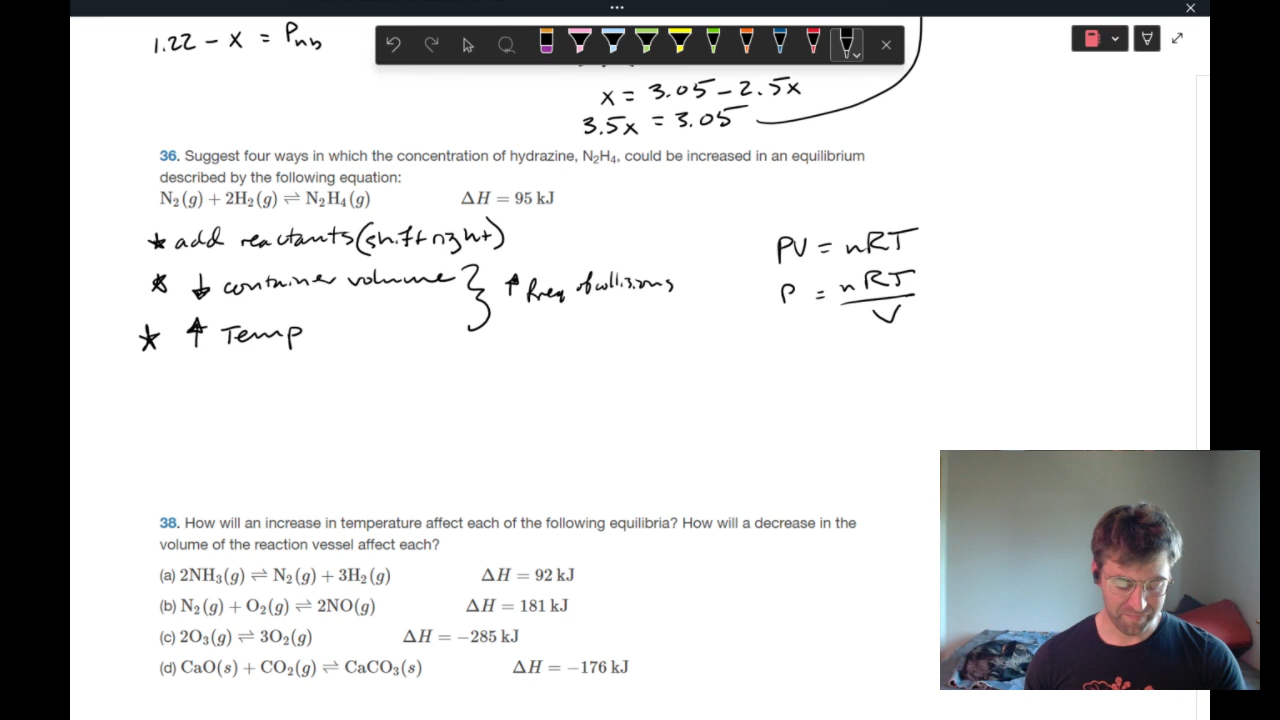 1.22 - x = P
x = 3.05 - 2.5x
3.5x = 3.05
36. Suggest four ways in which the concentration of hydrazine, N₂H₄, could be increased in an equilibrium
described by the following equation:
N₂(g) + 2H₂(g) ⇌ N₂H₄(g) ΔH = 95 kJ
* add reactants (shift right)
* ↓ container volume } ↑ freq of collisions
* ↑ Temp
PV = nRT
P = nRT
V
38. How will an increase in temperature affect each of the following equilibria? How will a decrease in the
volume of the reaction vessel affect each?
(a) 2NH₃(g) ⇌ N₂(g) + 3H₂(g) ΔH = 92 kJ
(b) N₂(g) + O₂(g) ⇌ 2NO(g) ΔH = 181 kJ
(c) 2O₃(g) ⇌ 3O₂(g) ΔH = −285 kJ
(d) CaO(s) + CO₂(g) ⇌ CaCO₃(s) ΔH = −176 kJ